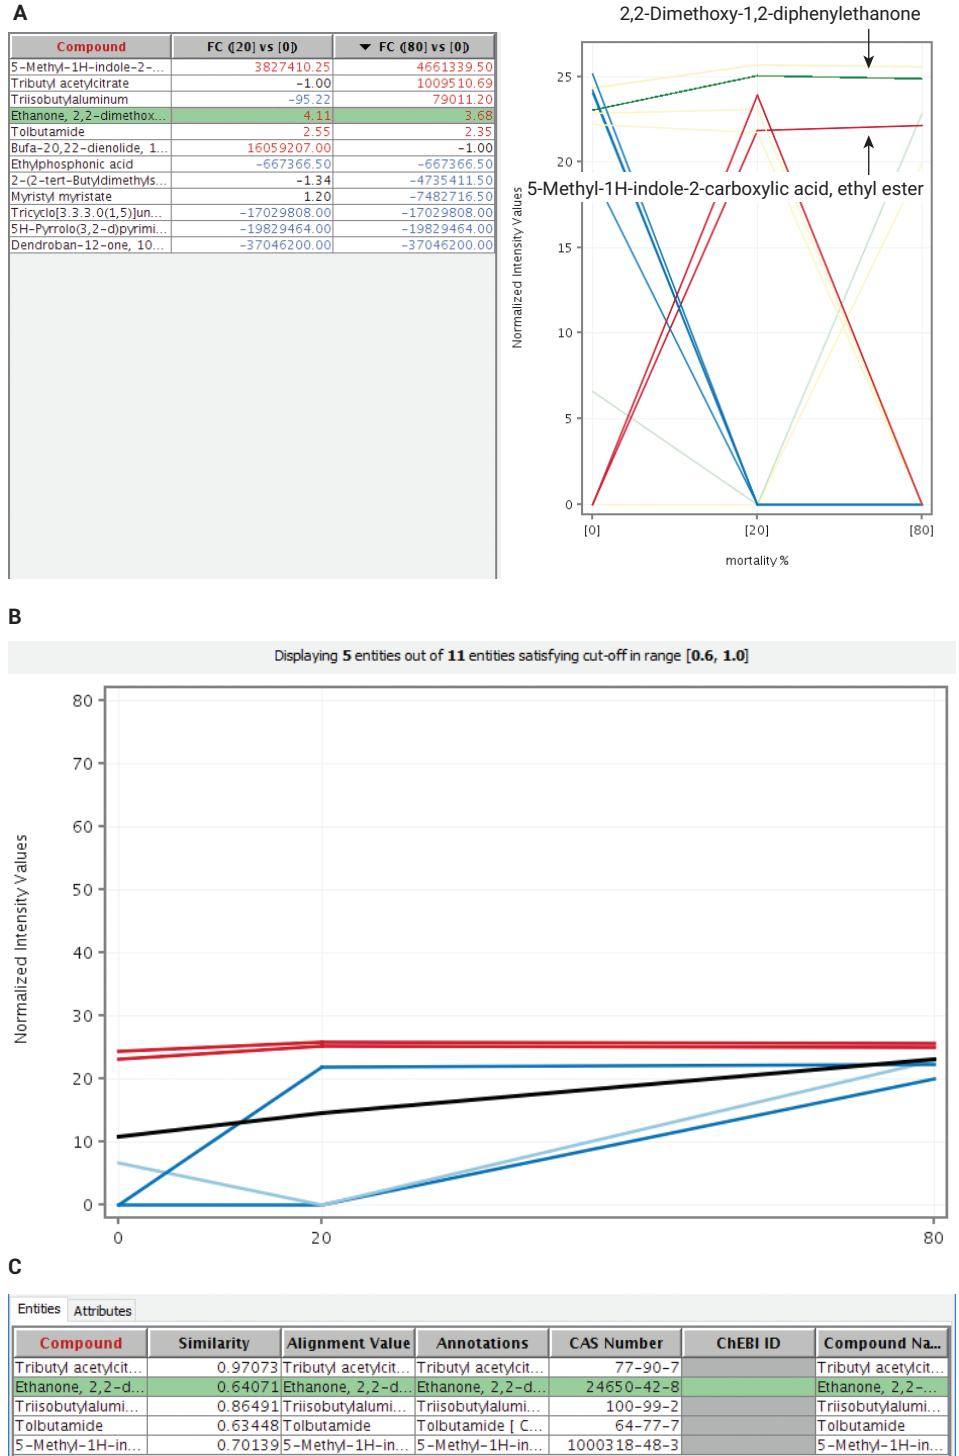 A
2,2-Dimethoxy-1,2-diphenylethanone
Compound FC ([20] vs [0]) ▼ FC ([80] vs [0])
5-Methyl-1H-indole-2-... 3827410.25 4661339.50
Tributyl acetylcitrate -1.00 1009510.69
Triisobutylaluminum -95.22 79011.20
Ethanone, 2,2-dimethox... 4.11 3.68
Tolbutamide 2.55 2.35
Bufa-20,22-dienolide, 1... 16059207.00 -1.00
Ethylphosphonic acid -667366.50 -667366.50
2-(2-tert-Butyldimethyls... -1.34 -4735411.50
Myristyl myristate 1.20 -7482716.50
Tricyclo[3.3.3.0(1,5)]un... -17029808.00 -17029808.00
5H-Pyrrolo(3,2-d)pyrimi... -19829464.00 -19829464.00
Dendroban-12-one, 10... -37046200.00 -37046200.00
25
20
5-Methyl-1H-indole-2-carboxylic acid, ethyl ester
15
10
5
0
Normalized Intensity Values
[0] [20] [80]
mortality %
B
Displaying 5 entities out of 11 entities satisfying cut-off in range [0.6, 1.0]
80
70
60
50
40
30
20
10
0
Normalized Intensity Values
0 20 80
C
Entities Attributes
Compound Similarity Alignment Value Annotations CAS Number ChEBI ID Compound Na...
Tributyl acetylcit... 0.97073 Tributyl acetylcit... Tributyl acetylcit... 77-90-7 Tributyl acetylcit...
Ethanone, 2,2-d... 0.64071 Ethanone, 2,2-d... Ethanone, 2,2-d... 24650-42-8 Ethanone, 2,2-...
Triisobutylalumi... 0.86491 Triisobutylalumi... Triisobutylalumi... 100-99-2 Triisobutylalumi...
Tolbutamide 0.63448 Tolbutamide Tolbutamide [ C... 64-77-7 Tolbutamide
5-Methyl-1H-in... 0.70139 5-Methyl-1H-in... 5-Methyl-1H-in... 1000318-48-3 5-Methyl-1H-in...